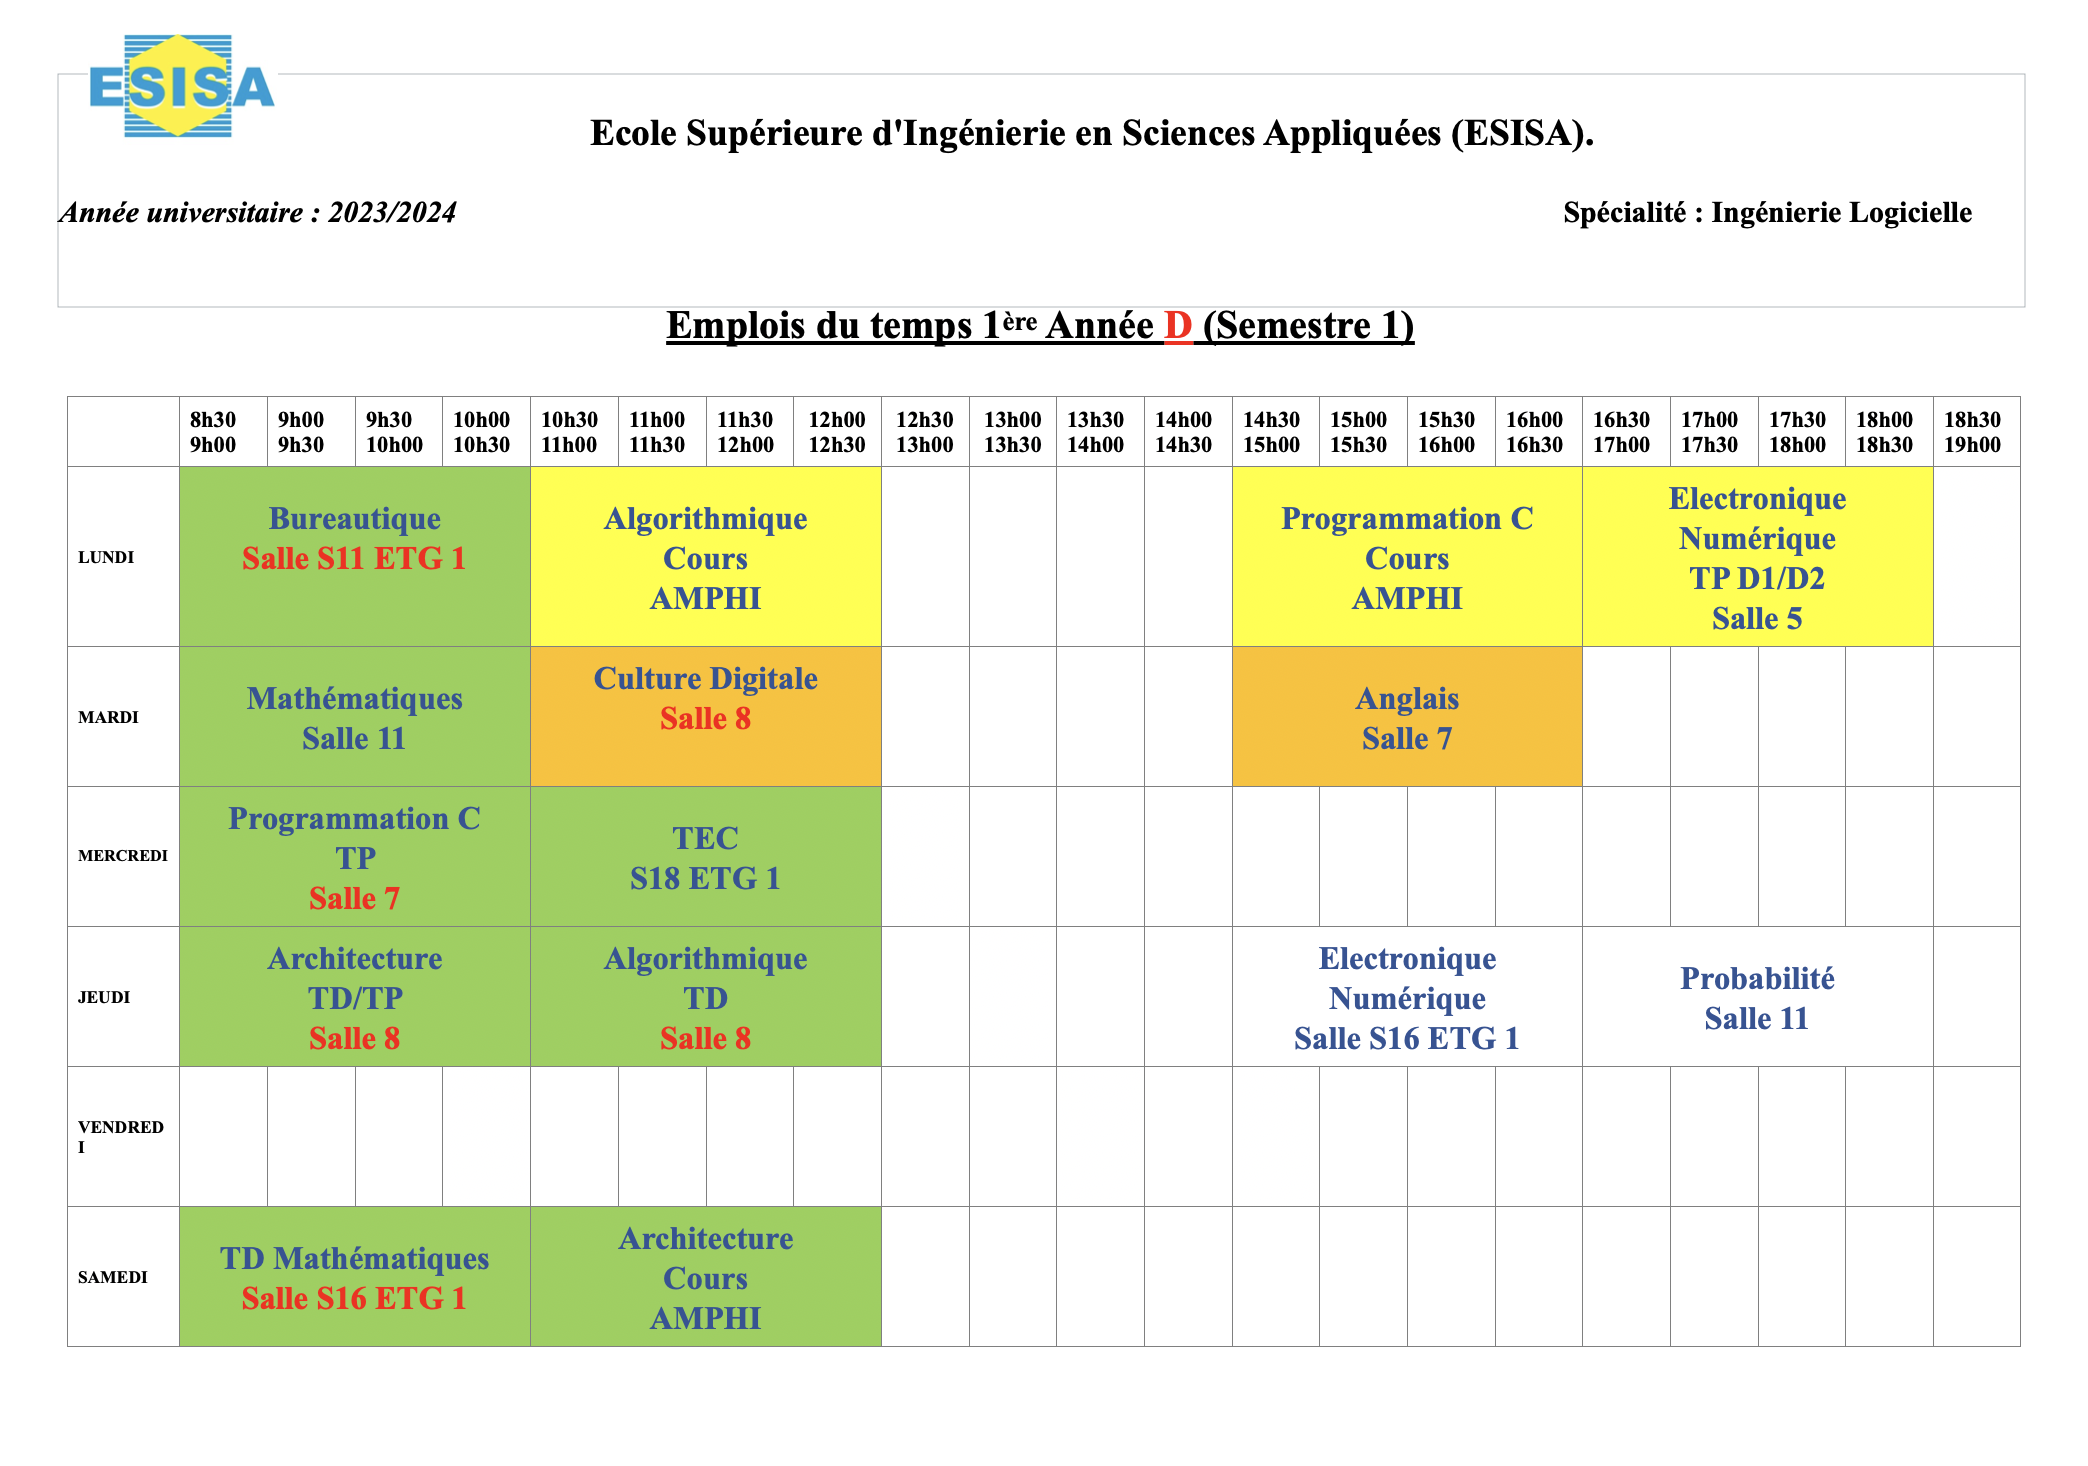 ESISA
Ecole Supérieure d'Ingénierie en Sciences Appliquées (ESISA).
Année universitaire : 2023/2024
Spécialité : Ingénierie Logicielle
Emplois du temps 1ère Année D (Semestre 1)
8h30 9h00 9h30 10h00 10h30 11h00 11h30 12h00 12h30 13h00 13h30 14h00 14h30 15h00 15h30 16h00 16h30 17h00 17h30 18h00 18h30
9h00 9h30 10h00 10h30 11h00 11h30 12h00 12h30 13h00 13h30 14h00 14h30 15h00 15h30 16h00 16h30 17h00 17h30 18h00 18h30 19h00
LUNDI
Bureautique
Salle S11 ETG 1
Algorithmique
Cours
AMPHI
Programmation C
Cours
AMPHI
Electronique
Numérique
TP D1/D2
Salle 5
MARDI
Mathématiques
Salle 11
Culture Digitale
Salle 8
Anglais
Salle 7
MERCREDI
Programmation C
TP
Salle 7
TEC
S18 ETG 1
JEUDI
Architecture
TD/TP
Salle 8
Algorithmique
TD
Salle 8
Electronique
Numérique
Salle S16 ETG 1
Probabilité
Salle 11
VENDRED
I
SAMEDI
TD Mathématiques
Salle S16 ETG 1
Architecture
Cours
AMPHI